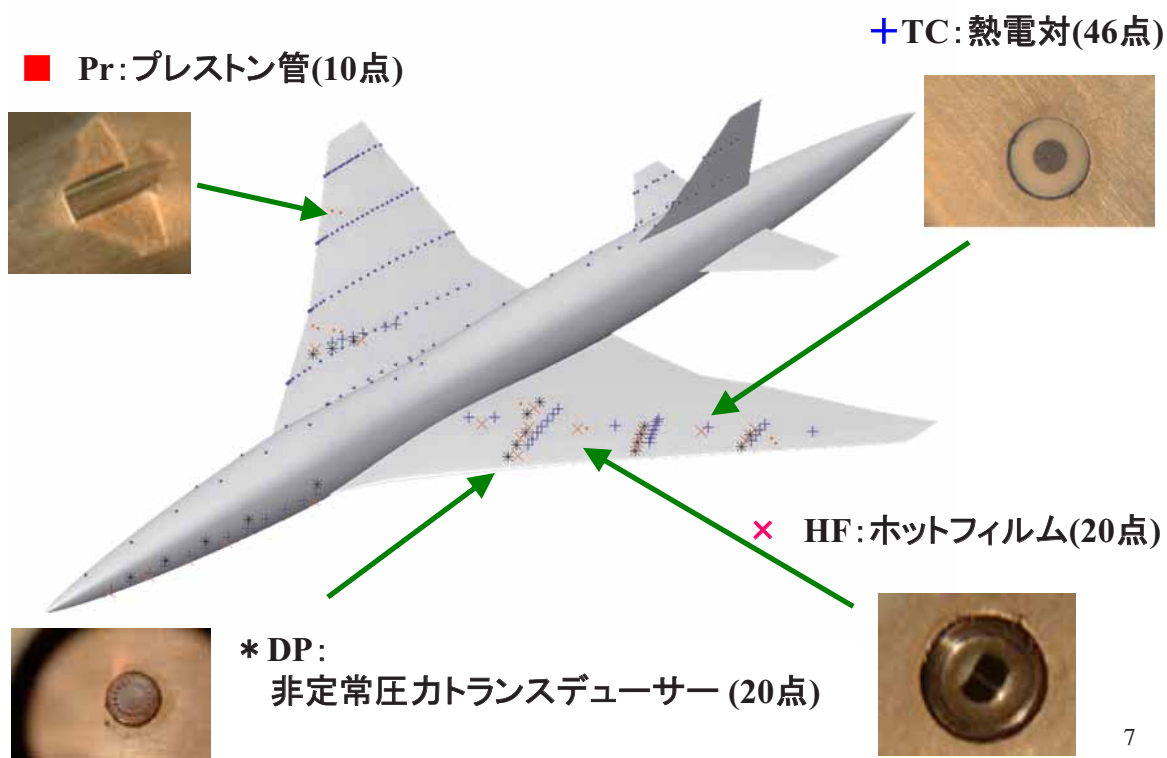 +TC:熱電対(46点)
■ Pr:プレストン管(10点)
× HF:ホットフィルム(20点)
*DP:
非定常圧力トランスデューサー (20点)
7